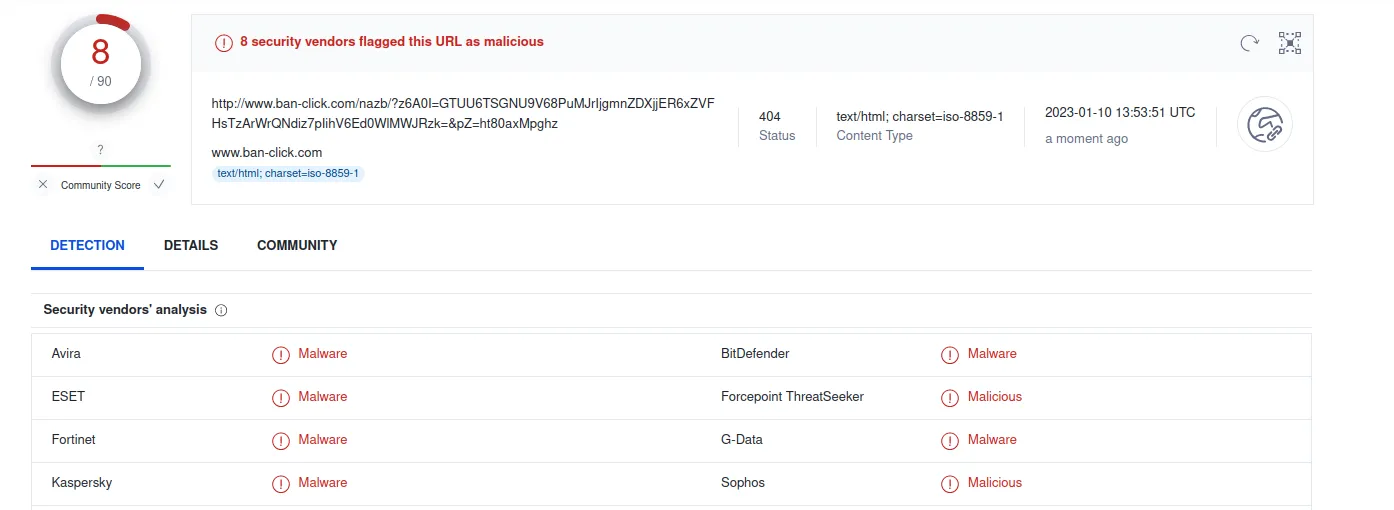 8
/ 90
?
Community Score
8 security vendors flagged this URL as malicious
http://www.ban-click.com/nazb/?z6A0I=GTUU6TSGNU9V68PuMJrIjgmnZDXjjER6xZVF
HsTzArWrQNdiz7pIihV6Ed0WlMWJRzk=&pZ=ht80axMpghz
www.ban-click.com
text/html; charset=iso-8859-1
404
Status
text/html; charset=iso-8859-1
Content Type
2023-01-10 13:53:51 UTC
a moment ago
DETECTION DETAILS COMMUNITY
Security vendors' analysis
Avira Malware BitDefender Malware
ESET Malware Forcepoint ThreatSeeker Malicious
Fortinet Malware G-Data Malware
Kaspersky Malware Sophos Malicious